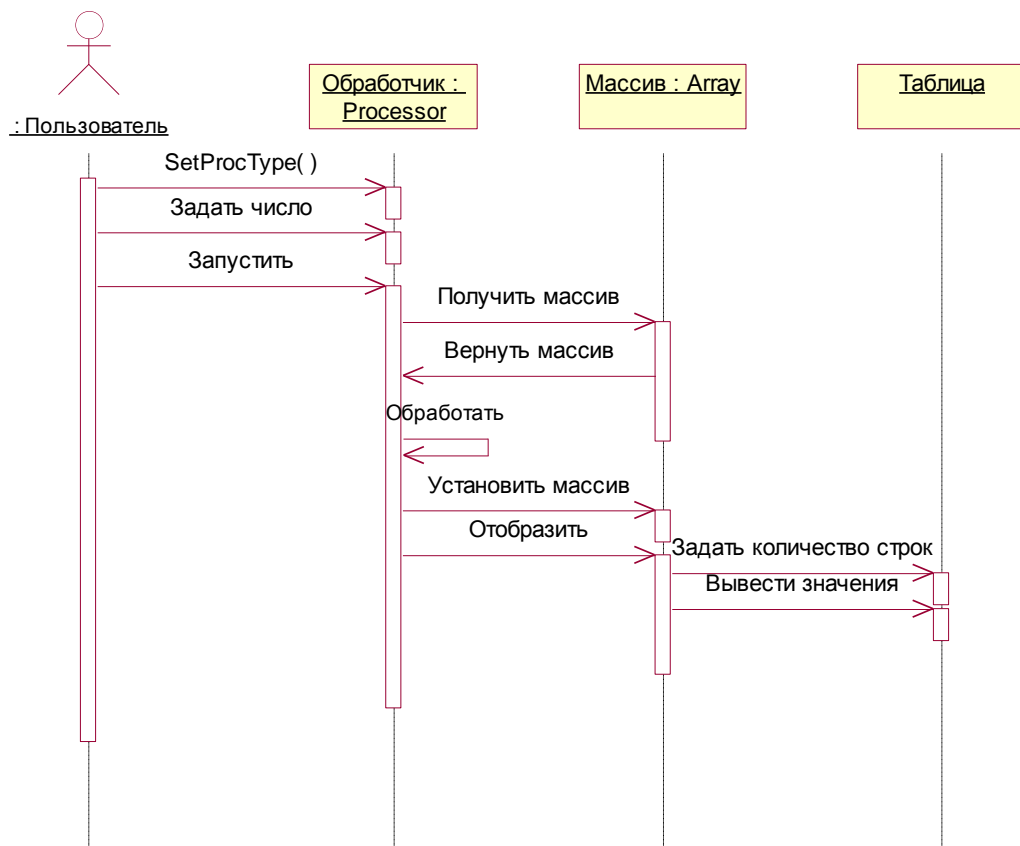 : Пользователь
Обработчик :
Processor
Массив : Array
Таблица
SetProcType( )
Задать число
Запустить
Получить массив
Вернуть массив
Обработать
Установить массив
Отобразить
Задать количество строк
Вывести значения